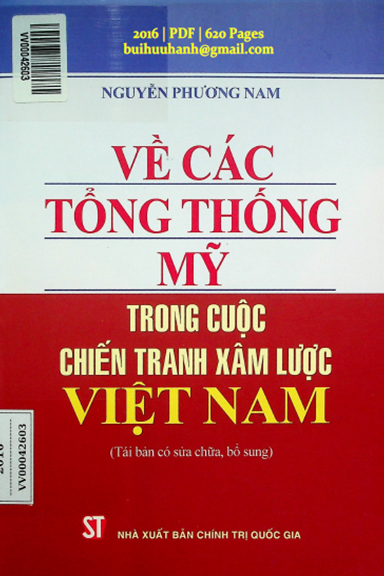 2016 | PDF | 620 Pages
buihuuhanh@gmail.com
VV00042603
NGUYỄN PHƯƠNG NAM
VỀ CÁC
TỔNG THỐNG
MỸ
TRONG CUỘC
CHIẾN TRANH XÂM LƯỢC
VIỆT NAM
(Tái bản có sửa chữa, bổ sung)
2016
VV00042603
ST
NHÀ XUẤT BẢN CHÍNH TRỊ QUỐC GIA